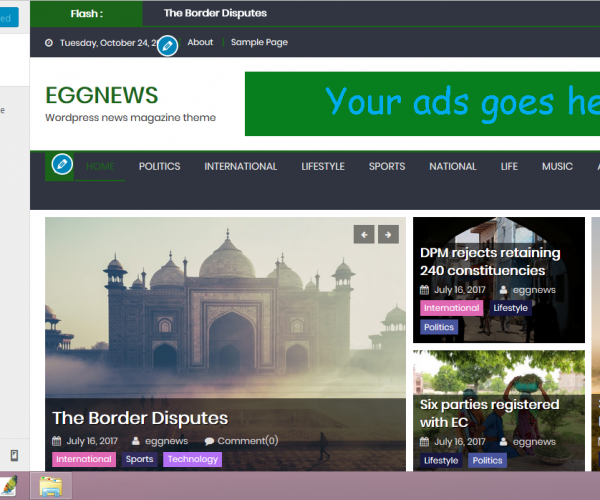 ed
Flash :
The Border Disputes
Tuesday, October 24, 2
About
Sample Page
e
EGGNEWS
Wordpress news magazine theme
Your ads goes he
HOME
POLITICS
INTERNATIONAL
LIFESTYLE
SPORTS
NATIONAL
LIFE
MUSIC
The Border Disputes
July 16, 2017
eggnews
Comment(0)
International
Sports
Technology
DPM rejects retaining
240 constituencies
July 16, 2017
eggnews
International
Lifestyle
Politics
Six parties registered
with EC
July 16, 2017
eggnews
Lifestyle
Politics